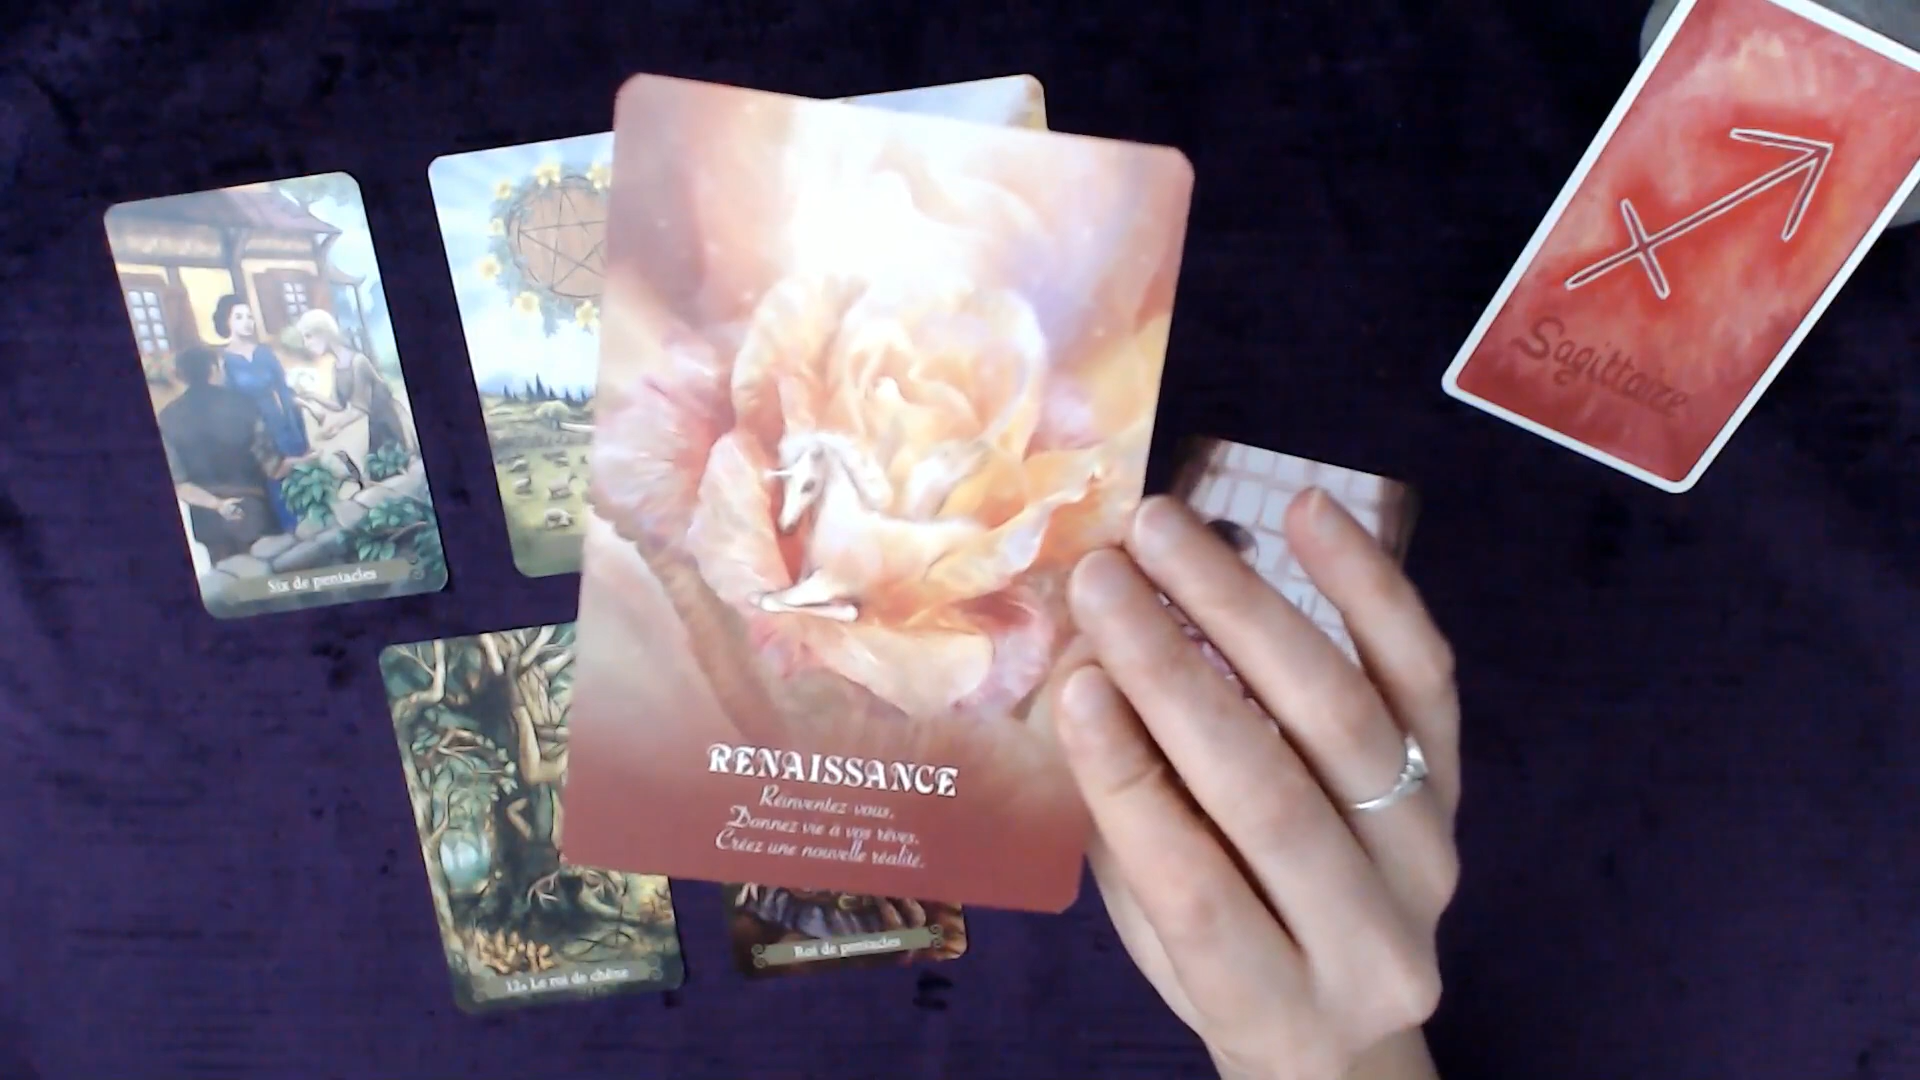 Sagittaire
Six de pentacles
RENAISSANCE
Réinventez-vous.
Donnez vie à vos rêves.
Créez une nouvelle réalité.
Roi de pentacles
12. Le roi de chêne